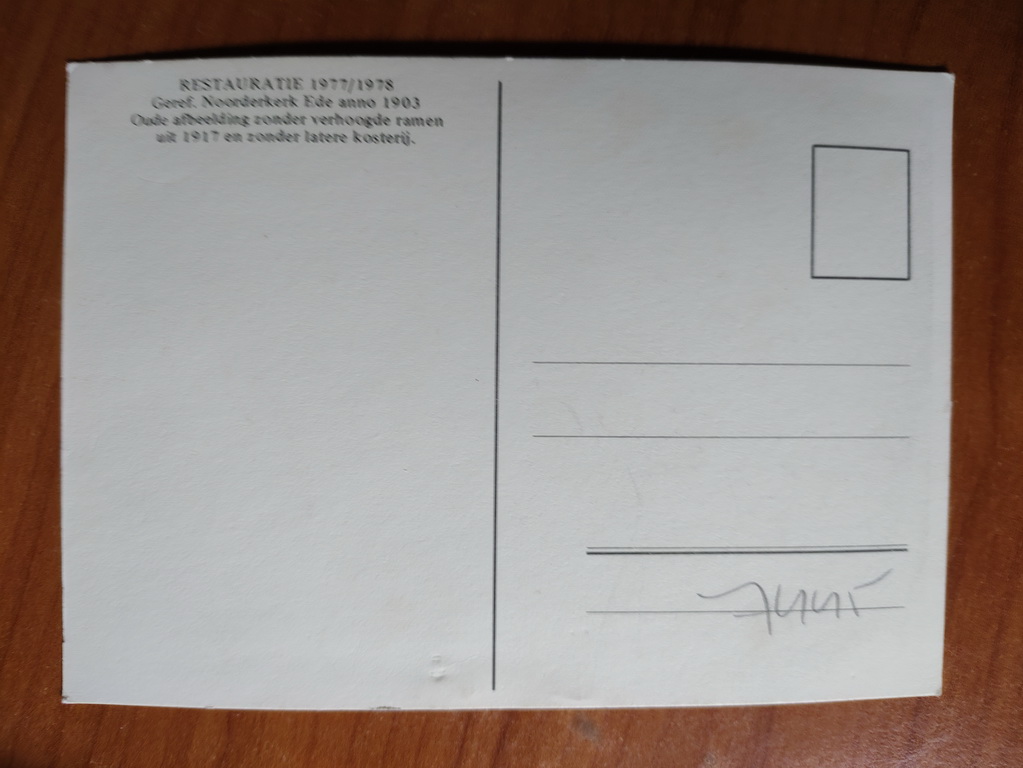 RESTAURATIE 1977/1978
Geref. Noorderkerk Ede anno 1903
Oude afbeelding zonder verhoogde ramen
uit 1917 en zonder latere kosterij.